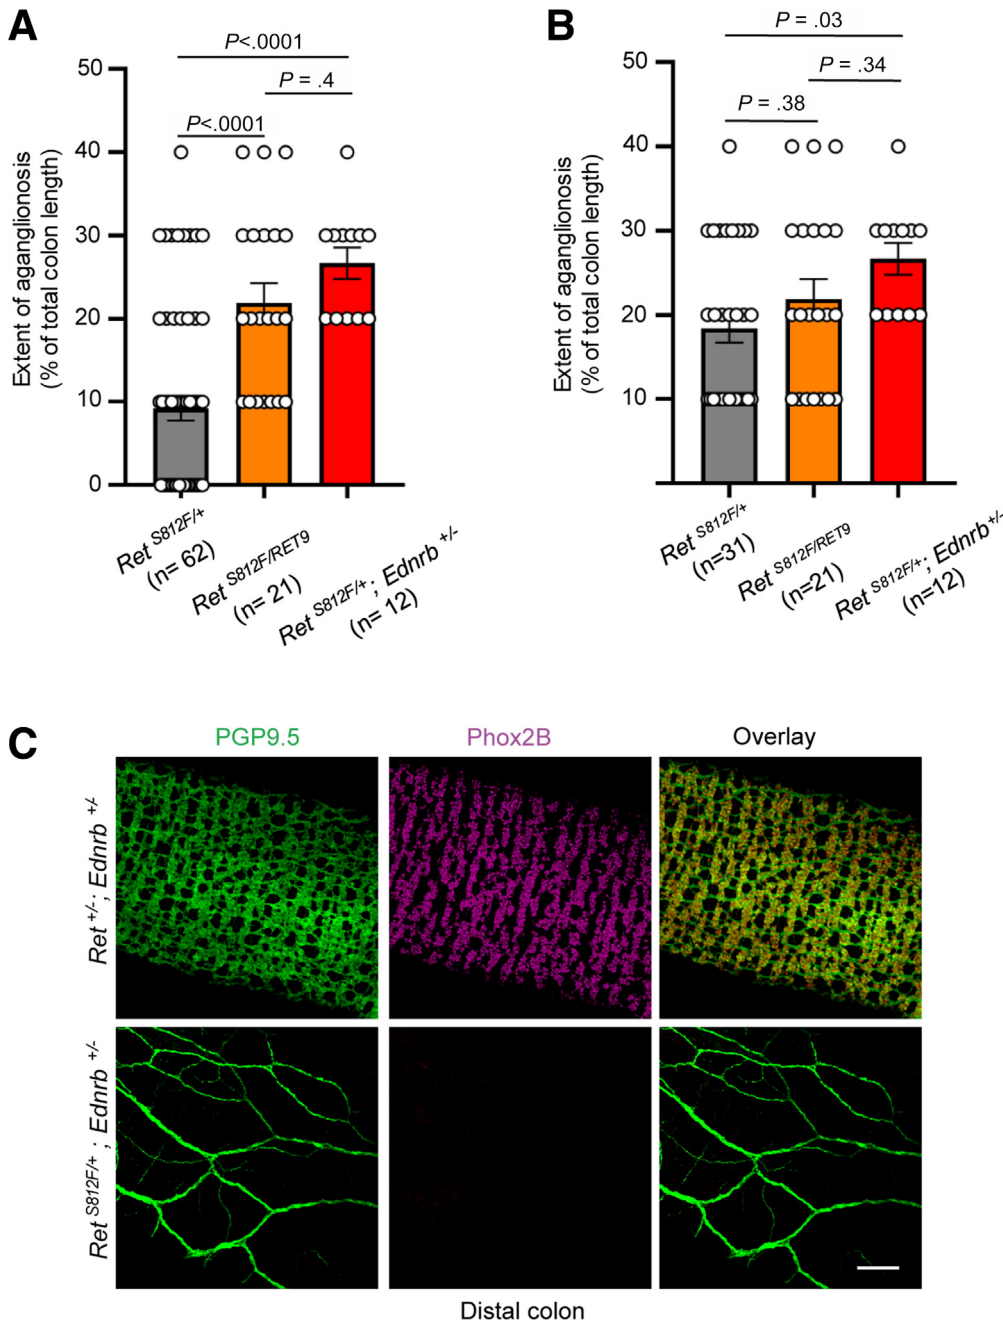 A
P<.0001
P = .4
P<.0001
Extent of aganglionosis
(% of total colon length)
50
40
30
20
10
0
Ret S812F/+
(n= 62)
Ret S812F/RET9
(n= 21)
Ret S812F/+; Ednrb +/-
(n= 12)
B
P = .03
P = .34
P = .38
Extent of aganglionosis
(% of total colon length)
50
40
30
20
10
Ret S812F/+
(n=31)
Ret S812F/RET9
(n=21)
Ret S812F/+; Ednrb +/-
(n=12)
C
PGP9.5 Phox2B Overlay
Ret +/-; Ednrb +/-
Ret S812F/+; Ednrb +/-
Distal colon